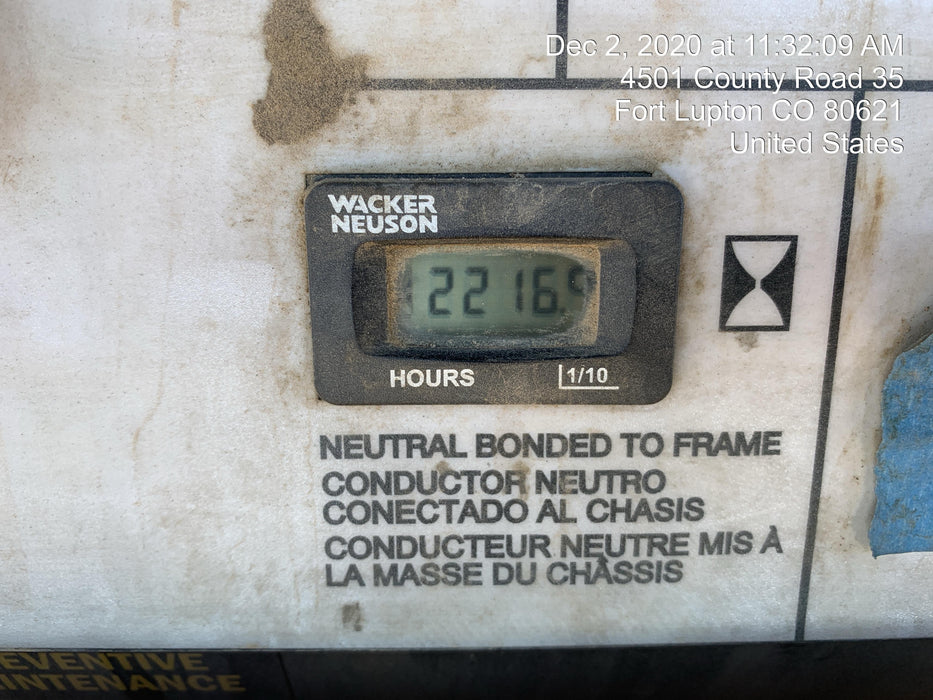 Dec 2, 2020 at 11:32:09 AM
4501 County Road 35
Fort Lupton CO 80621
United States
WACKER
NEUSON
2216.9
HOURS 1/10
NEUTRAL BONDED TO FRAME
CONDUCTOR NEUTRO
CONECTADO AL CHASIS
CONDUCTEUR NEUTRE MIS À
LA MASSE DU CHÂSSIS
EVENTIVE
INTENANCE